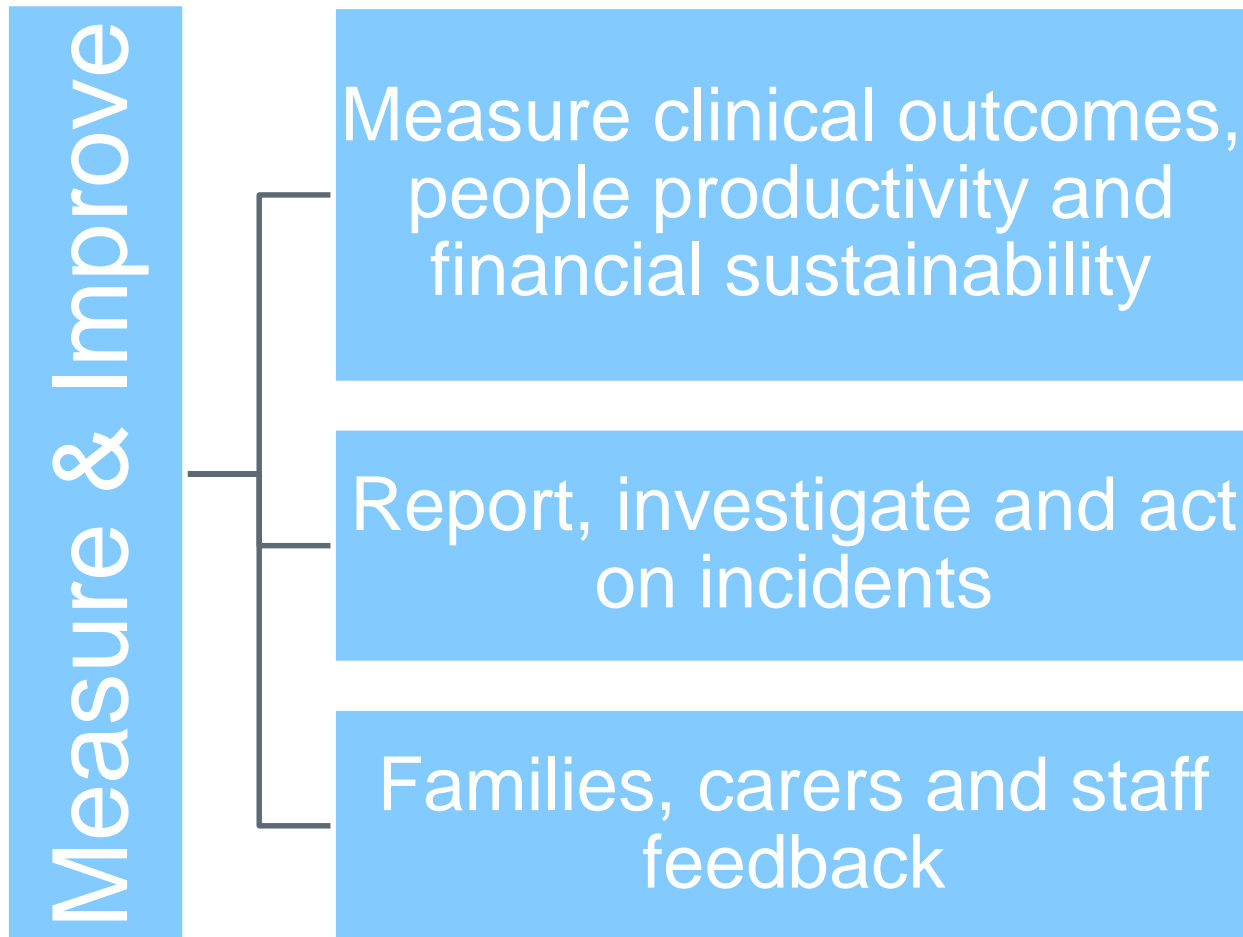 Measure & Improve
Measure clinical outcomes,
people productivity and
financial sustainability
Report, investigate and act
on incidents
Families, carers and staff
feedback